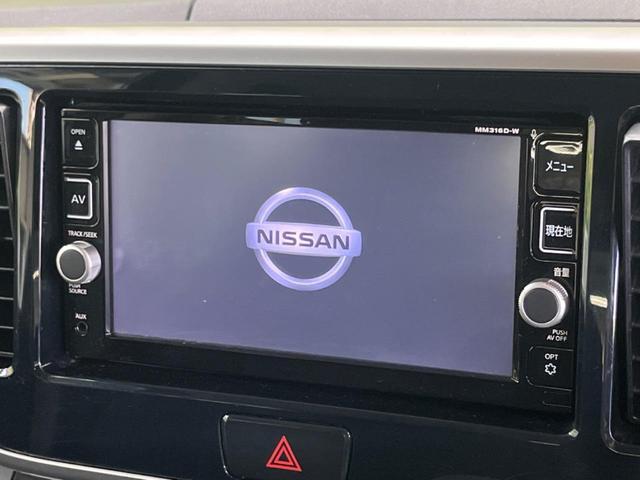 MM316D-W
OPEN
AV
TRACK/SEEK
PUSH
SOURCE
AUX
NISSAN
メニュー
現在地
音量
PUSH
AV OFF
OPT